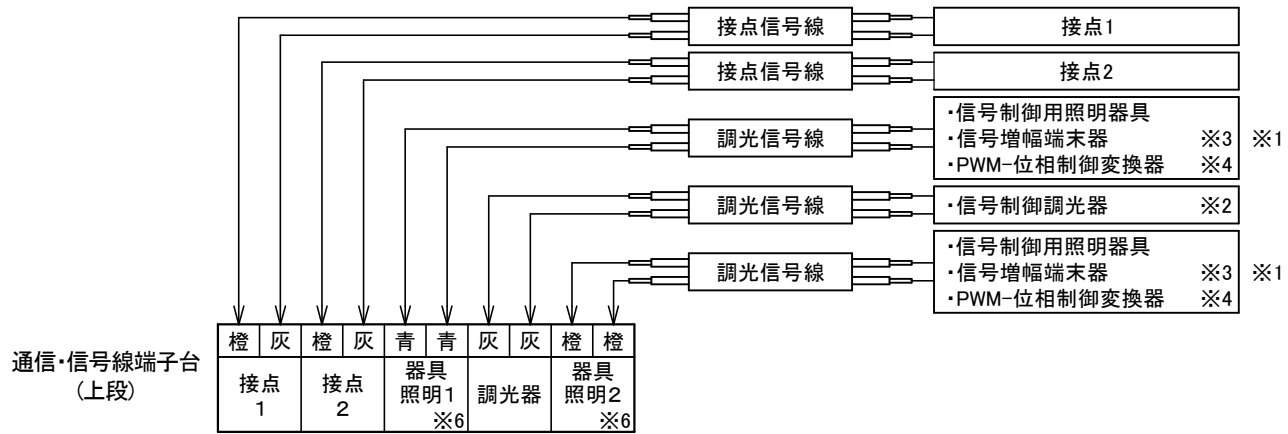 接点信号線
接点1
接点信号線
接点2
調光信号線
・信号制御用照明器具
・信号増幅端末器 ※3
・PWM-位相制御変換器 ※4
※1
調光信号線
・信号制御調光器 ※2
調光信号線
・信号制御用照明器具
・信号増幅端末器 ※3
・PWM-位相制御変換器 ※4
※1
通信・信号線端子台
(上段)
橙 灰 橙 灰 青 青 灰 灰 橙 橙
接点
1
接点
2
器具
照明1
※6
調光器
器具
照明2
※6